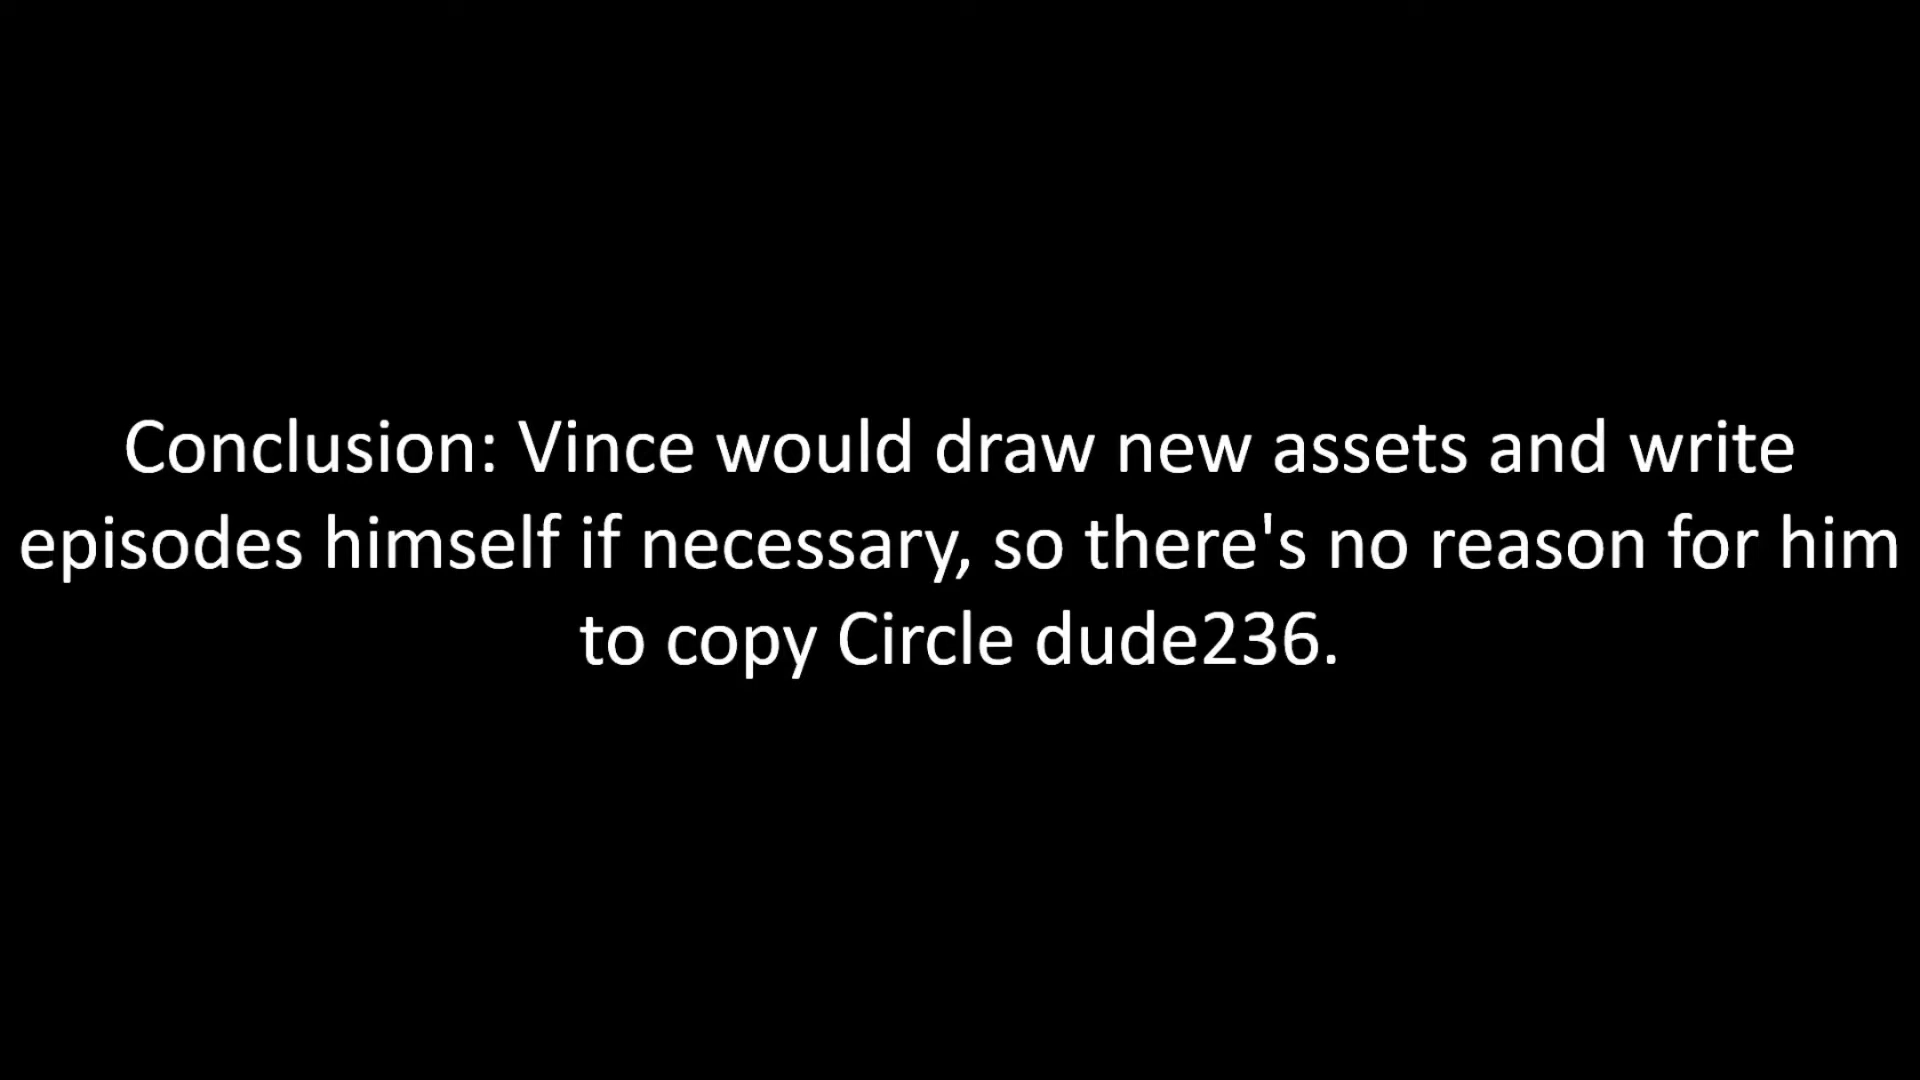 Conclusion: Vince would draw new assets and write
episodes himself if necessary, so there's no reason for him
to copy Circle dude236.